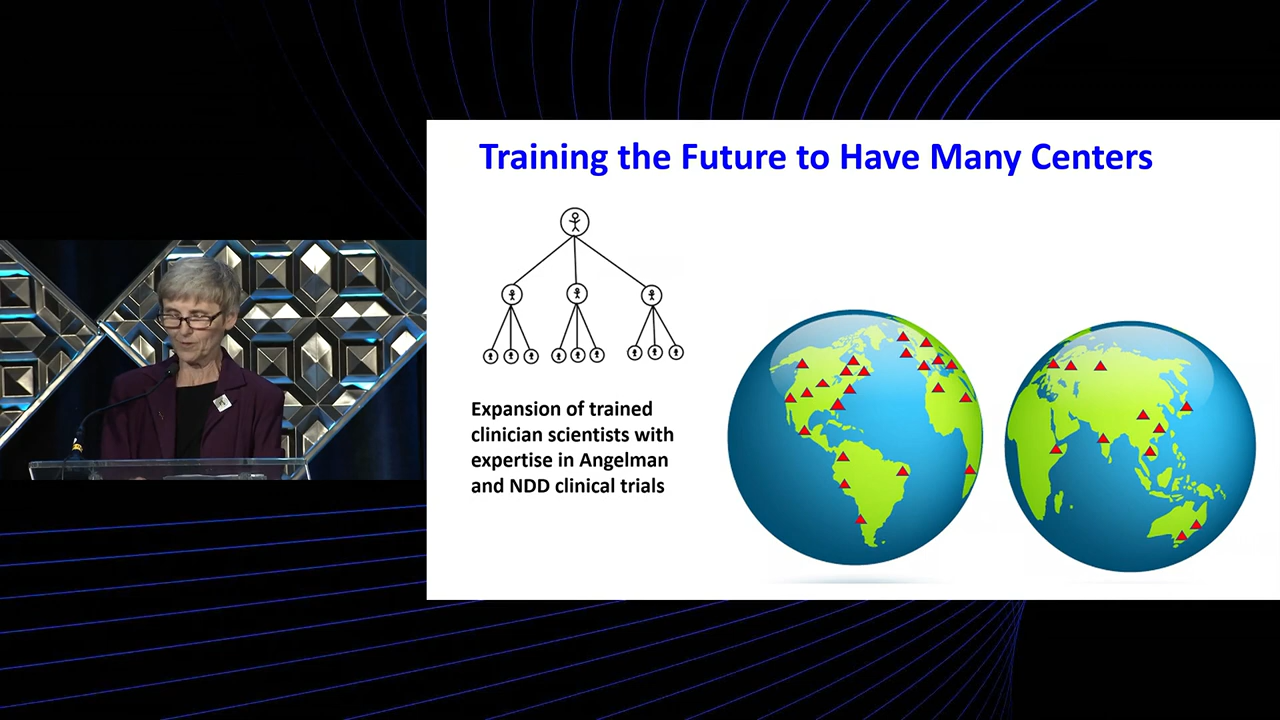 Training the Future to Have Many Centers
Expansion of trained
clinician scientists with
expertise in Angelman
and NDD clinical trials